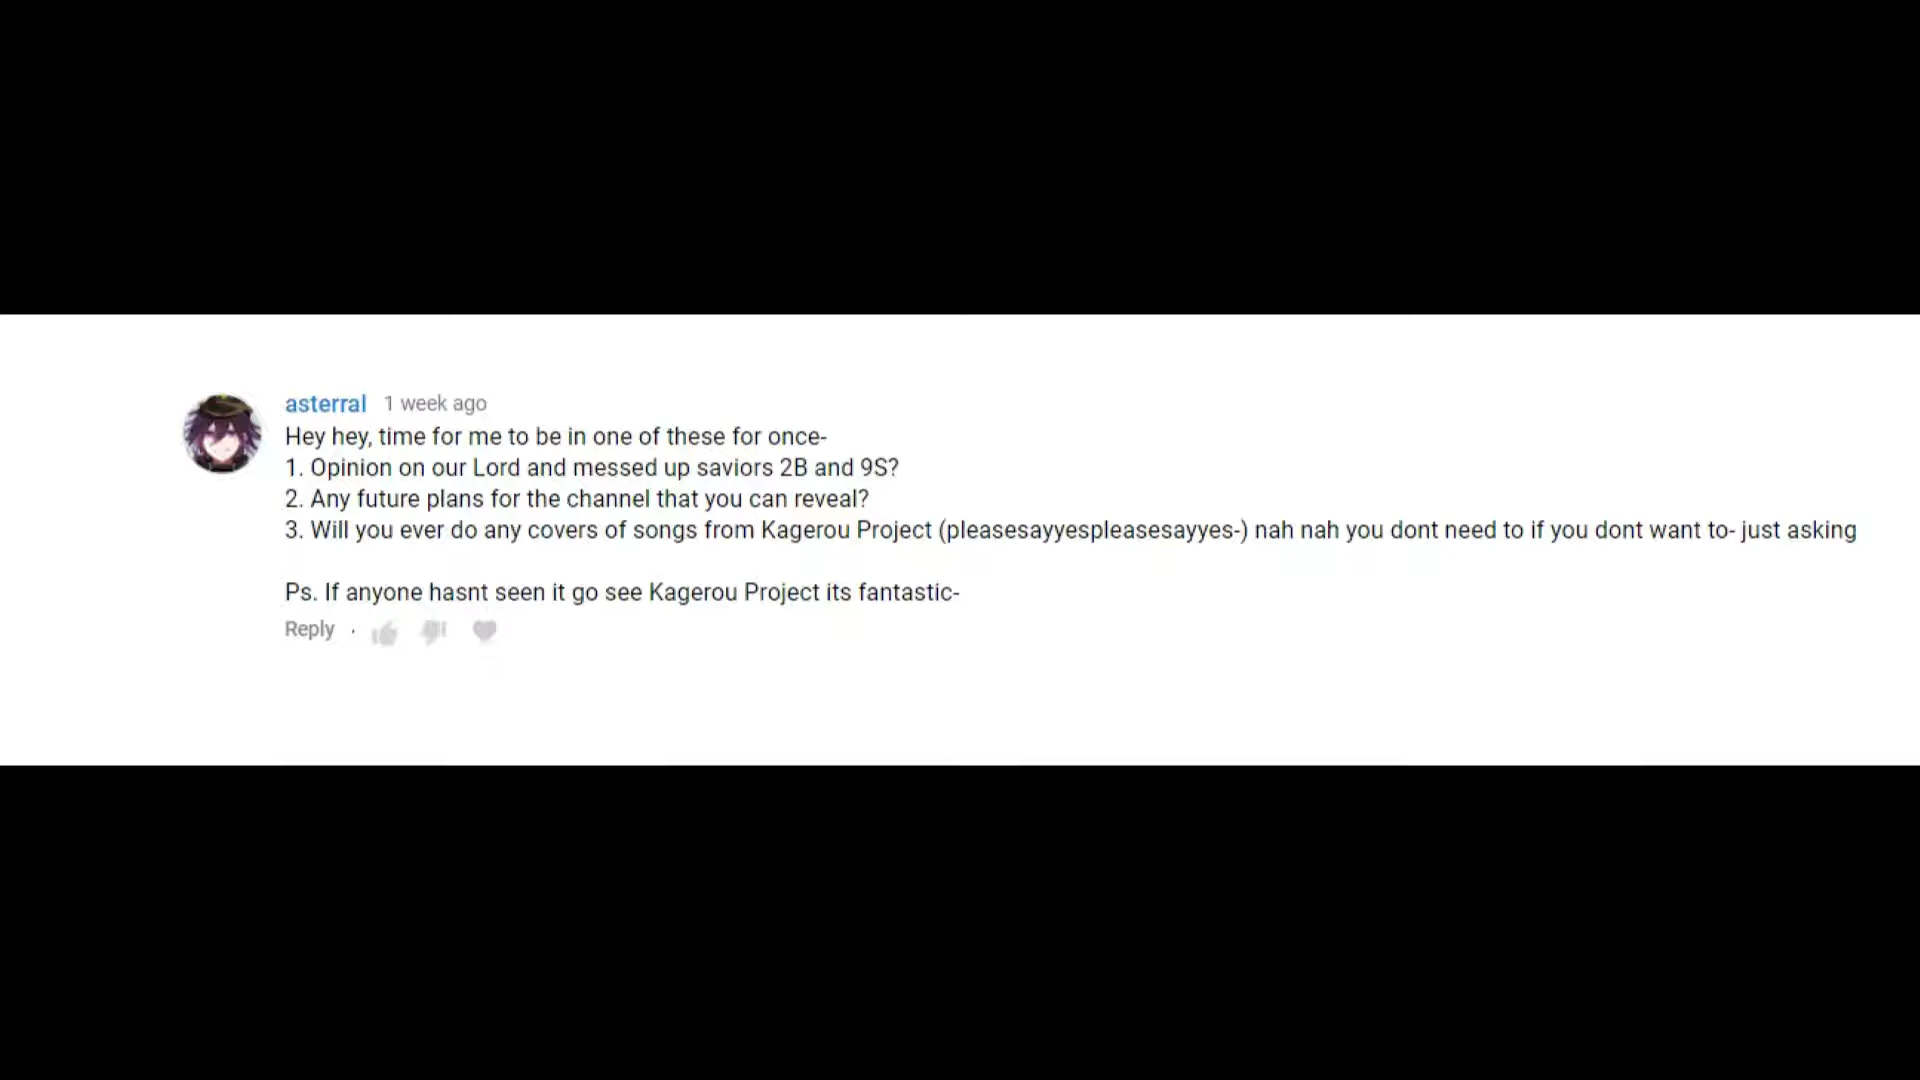 asterral 1 week ago
Hey hey, time for me to be in one of these for once-
1. Opinion on our Lord and messed up saviors 2B and 9S?
2. Any future plans for the channel that you can reveal?
3. Will you ever do any covers of songs from Kagerou Project (pleasesayyespleasesayyes-) nah nah you dont need to if you dont want to- just asking
Ps. If anyone hasnt seen it go see Kagerou Project its fantastic-
Reply ·